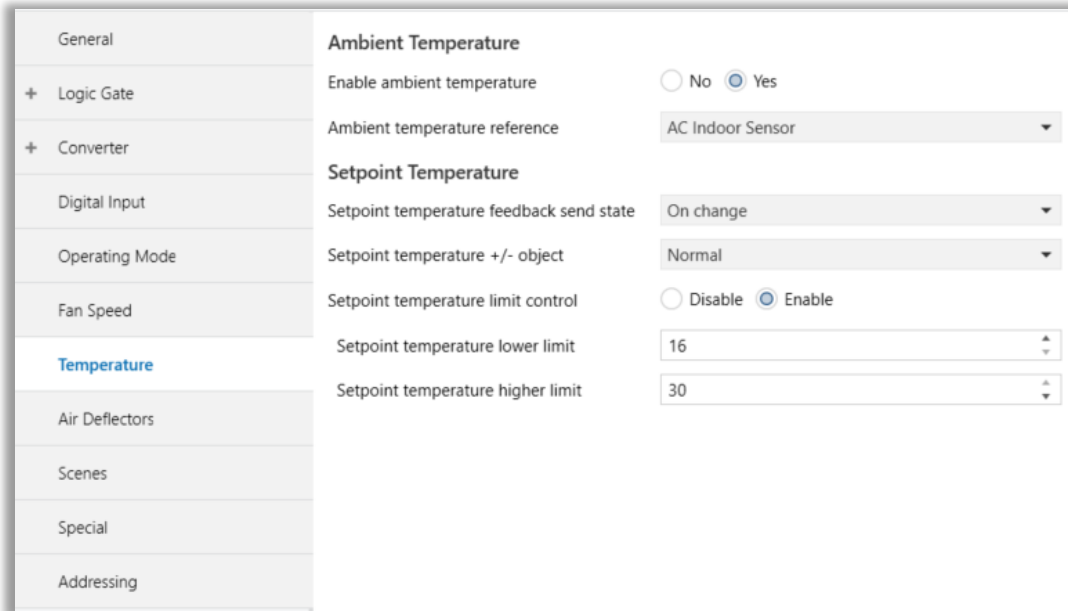 General
+ Logic Gate
+ Converter
Digital Input
Operating Mode
Fan Speed
Temperature
Air Deflectors
Scenes
Special
Addressing
Ambient Temperature
Enable ambient temperature No Yes
Ambient temperature reference AC Indoor Sensor
Setpoint Temperature
Setpoint temperature feedback send state On change
Setpoint temperature +/- object Normal
Setpoint temperature limit control Disable Enable
Setpoint temperature lower limit 16
Setpoint temperature higher limit 30